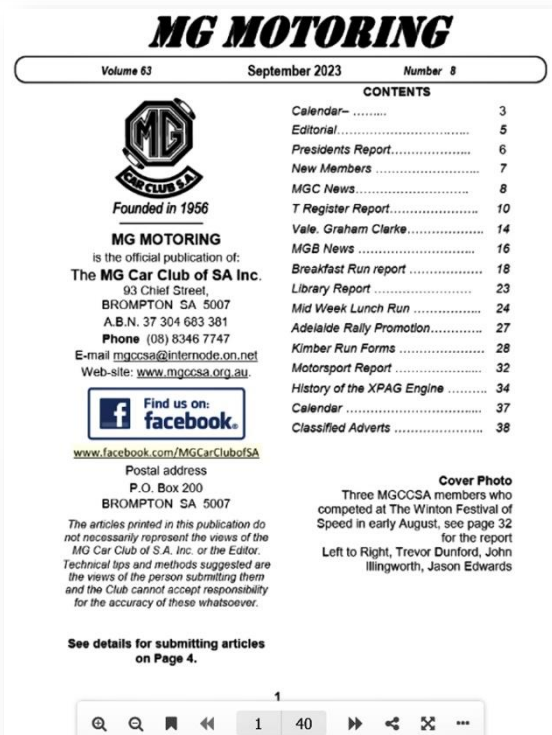 MG MOTORING
Volume 63 September 2023 Number 8
MG
CAR CLUB S.A.
Founded in 1956
MG MOTORING
is the official publication of:
The MG Car Club of SA Inc.
93 Chief Street,
BROMPTON SA 5007
A.B.N. 37 304 683 381
Phone (08) 8346 7747
E-mail mgccsa@internode.on.net
Web-site: www.mgccsa.org.au.
f Find us on:
facebook.
www.facebook.com/MGCarClubofSA
Postal address
P.O. Box 200
BROMPTON SA 5007
The articles printed in this publication do
not necessarily represent the views of the
MG Car Club of S.A. Inc. or the Editor.
Technical tips and methods suggested are
the views of the person submitting them
and the Club cannot accept responsibility
for the accuracy of these whatsoever.
See details for submitting articles
on Page 4.
CONTENTS
Calendar– ……... 3
Editorial…………………………... 5
Presidents Report……………….. 6
New Members ……………………. 7
MGC News………………………. 8
T Register Report………………... 10
Vale. Graham Clarke……………. 14
MGB News ……………………….. 16
Breakfast Run report …………….. 18
Library Report …………………… 23
Mid Week Lunch Run …………… 24
Adelaide Rally Promotion………… 27
Kimber Run Forms ……………… 28
Motorsport Report ………………. 32
History of the XPAG Engine ………. 34
Calendar …………………………... 37
Classified Adverts …………………. 38
Cover Photo
Three MGCCSA members who
competed at The Winton Festival of
Speed in early August, see page 32
for the report
Left to Right, Trevor Dunford, John
Illingworth, Jason Edwards
1
1 40